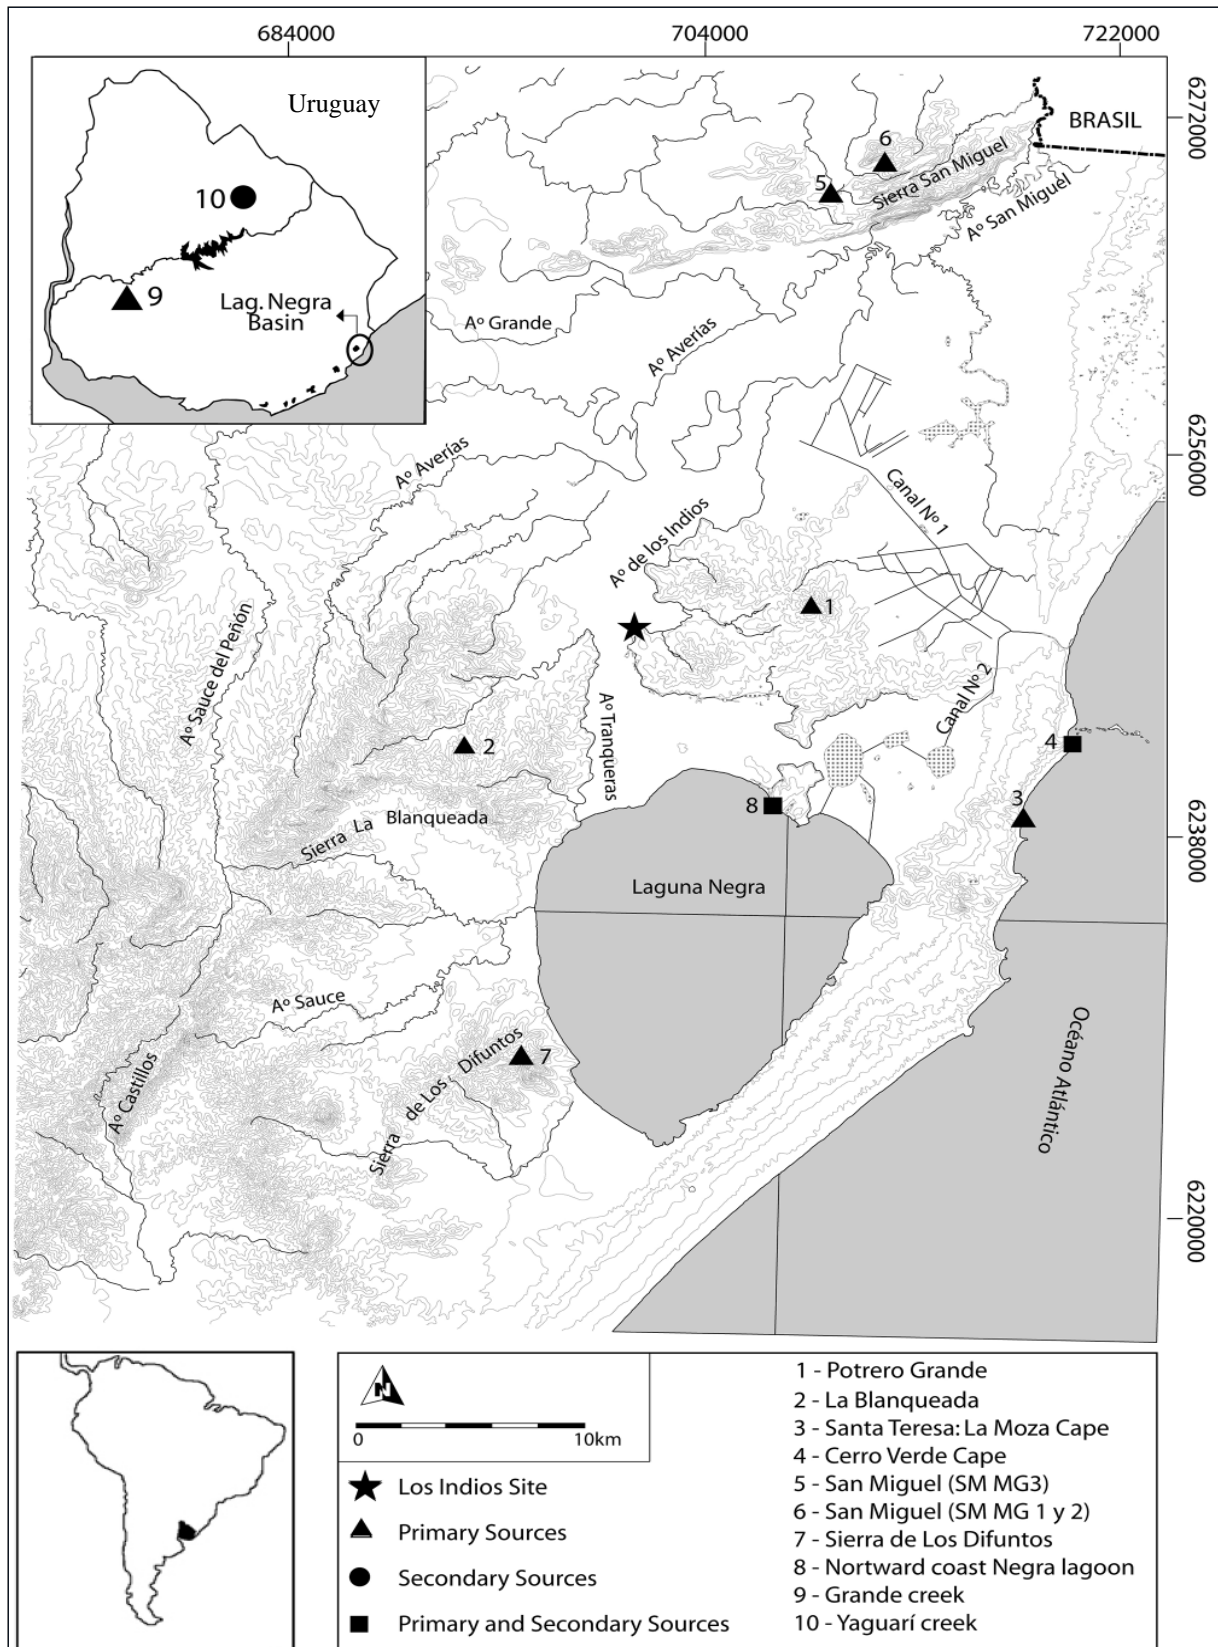 684000
704000
722000
Uruguay
10
9
Lag. Negra
Basin
6272000
BRASIL
6
5
Sierra San Miguel
Aº San Miguel
Aº Grande
Aº Averías
6256000
Aº Averías
Canal Nº 1
Aº de los Indios
1
Aº Sauce del Peñón
Canal Nº 2
Aº Tranqueras
2
4
8
3
Sierra La Blanqueada
6238000
Laguna Negra
Aº Sauce
Océano Atlántico
7
Sierra de Los Difuntos
Aº Castillos
6220000
N
0 10km
Los Indios Site
Primary Sources
Secondary Sources
Primary and Secondary Sources
1 - Potrero Grande
2 - La Blanqueada
3 - Santa Teresa: La Moza Cape
4 - Cerro Verde Cape
5 - San Miguel (SM MG3)
6 - San Miguel (SM MG 1 y 2)
7 - Sierra de Los Difuntos
8 - Nortward coast Negra lagoon
9 - Grande creek
10 - Yaguarí creek